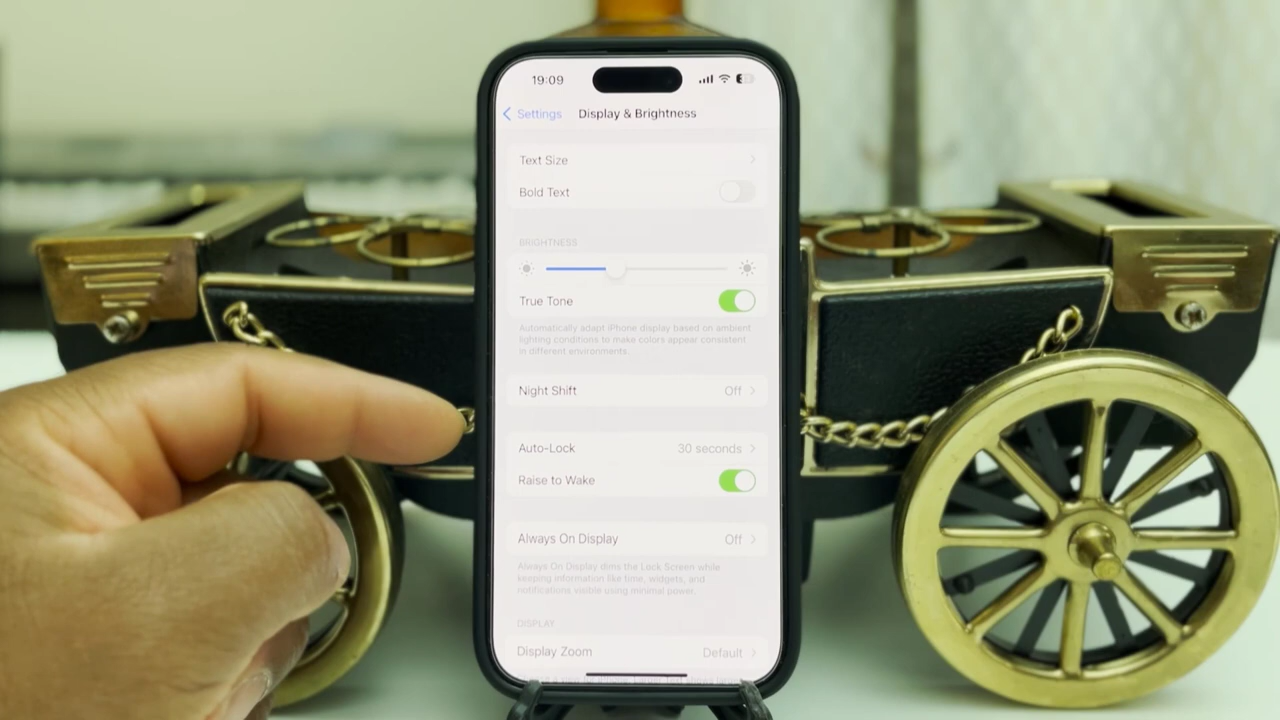 19:09
Settings
Display & Brightness
Text Size
Bold Text
BRIGHTNESS
True Tone
Automatically adapt iPhone display based on ambient
lighting conditions to make colors appear consistent
in different environments.
Night Shift Off
Auto-Lock 30 seconds
Raise to Wake
Always On Display Off
Always On Display dims the Lock Screen while
keeping information like time, widgets, and
notifications visible using minimal power.
DISPLAY
Display Zoom Default